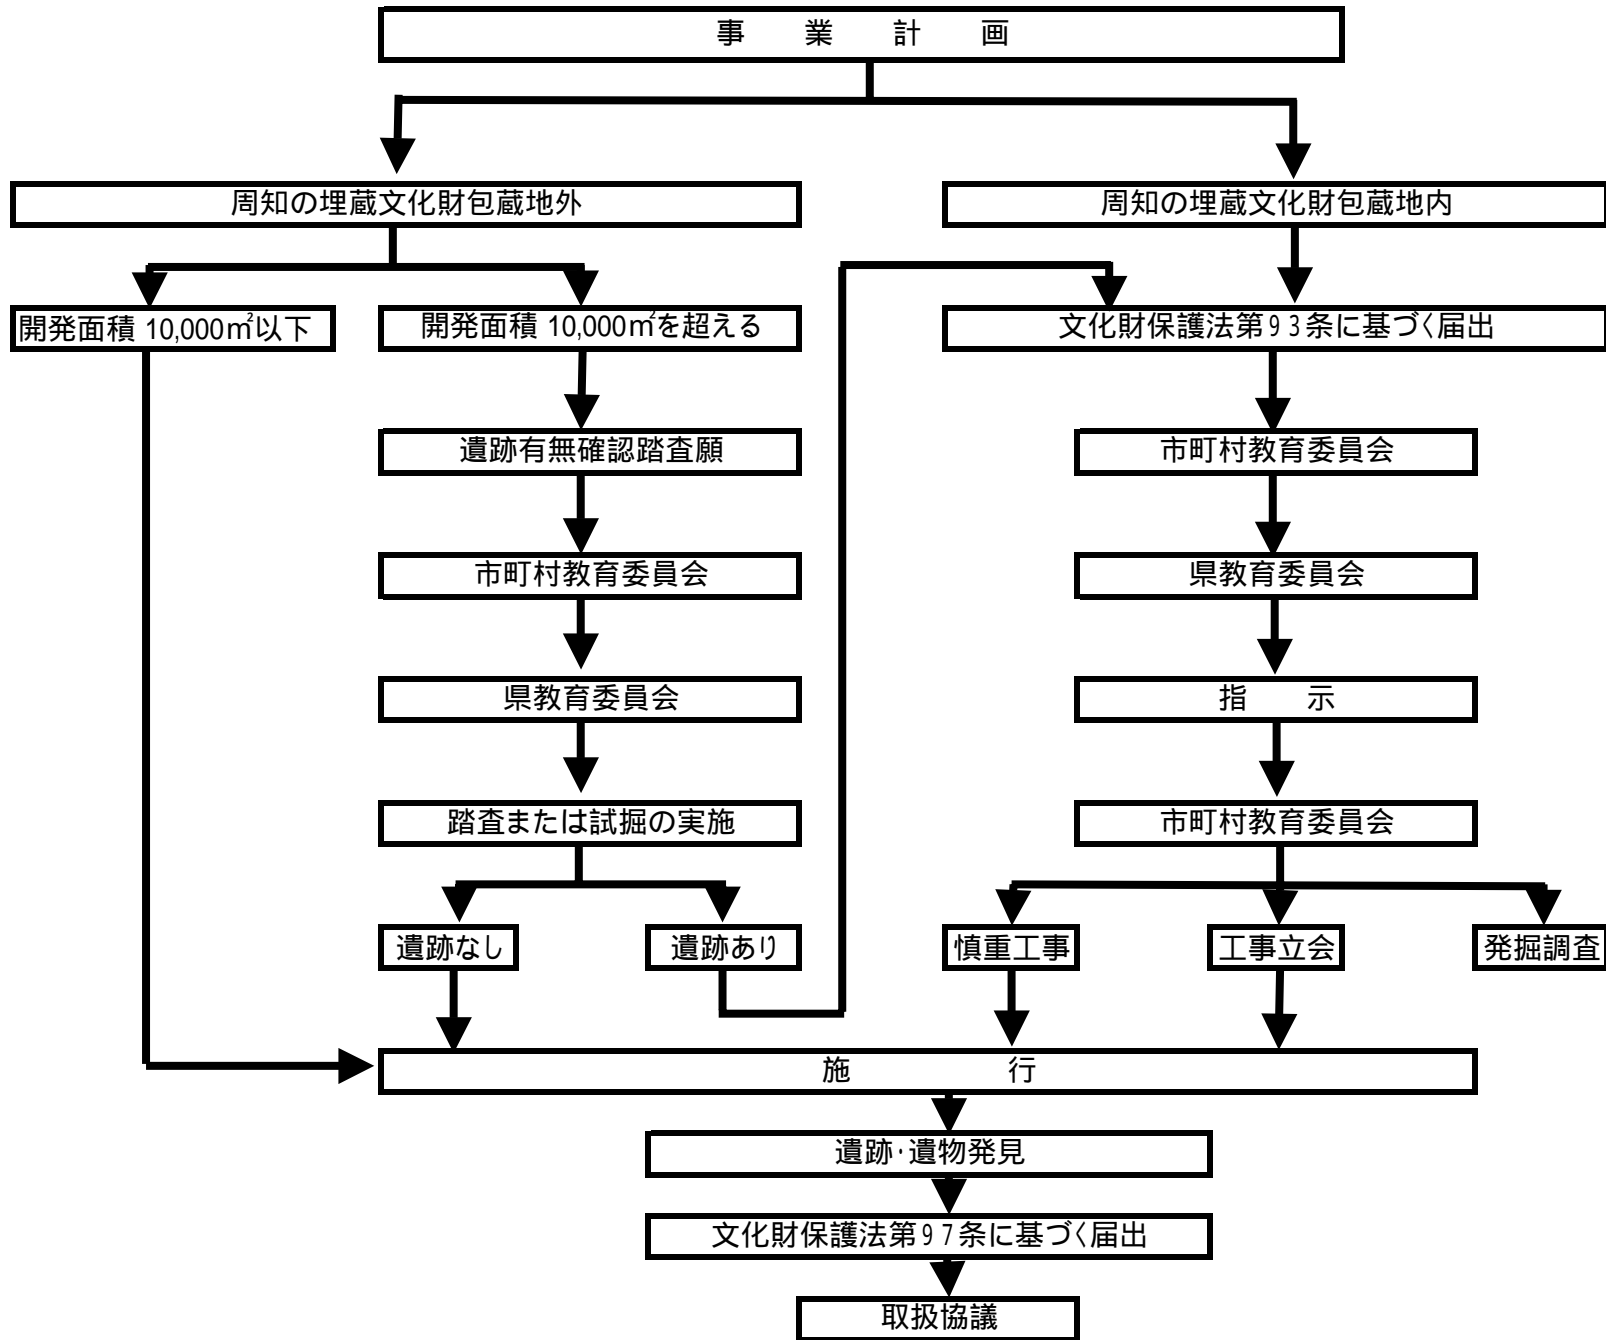 事　業　計　画
周知の埋蔵文化財包蔵地外
周知の埋蔵文化財包蔵地内
開発面積 10,000㎡以下
開発面積 10,000㎡を超える
文化財保護法第93条に基づく届出
遺跡有無確認踏査願
市町村教育委員会
市町村教育委員会
県教育委員会
県教育委員会
指　示
踏査または試掘の実施
市町村教育委員会
遺跡なし
遺跡あり
慎重工事
工事立会
発掘調査
施　行
遺跡・遺物発見
文化財保護法第97条に基づく届出
取扱協議